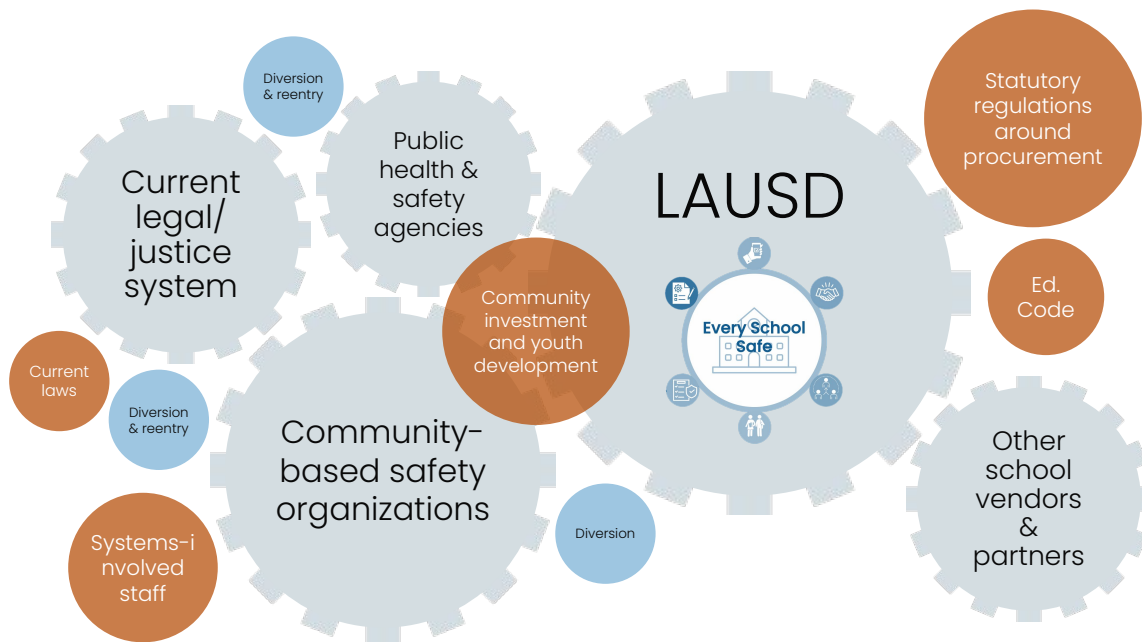 Diversion
& reentry
Current
legal/
justice
system
Public
health &
safety
agencies
LAUSD
Every School
Safe
Statutory
regulations
around
procurement
Ed.
Code
Community
investment
and youth
development
Current
laws
Diversion
& reentry
Community-
based safety
organizations
Systems-i
nvolved
staff
Diversion
Other
school
vendors
&
partners